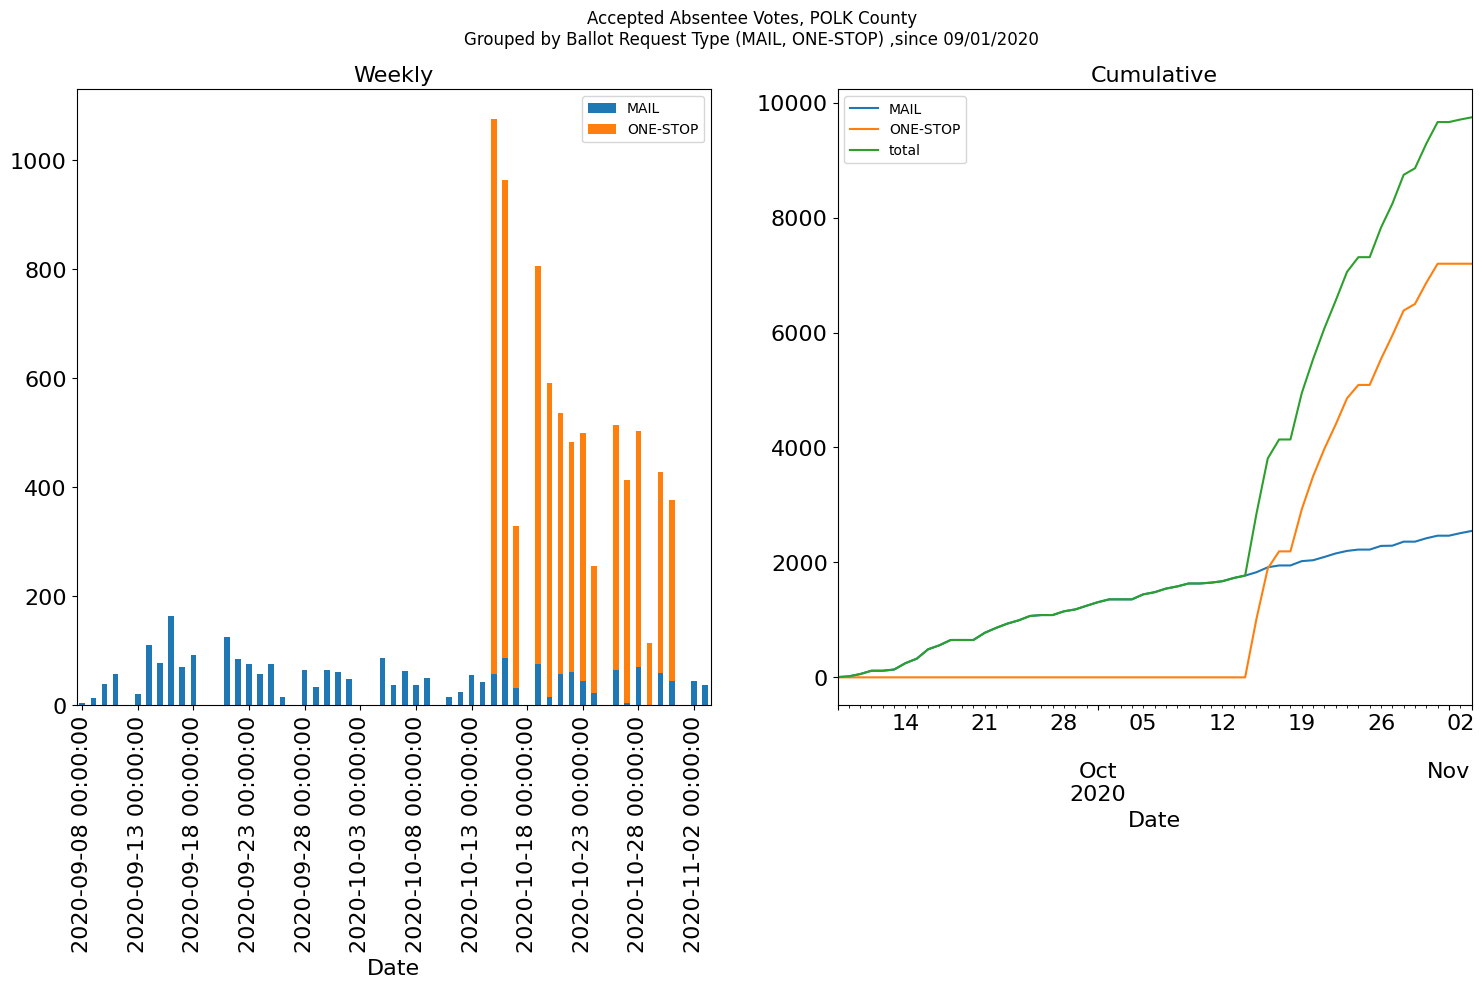 Accepted Absentee Votes, POLK County
Grouped by Ballot Request Type (MAIL, ONE-STOP) ,since 09/01/2020
Weekly
MAIL
ONE-STOP
1000
800
600
400
200
0
2020-09-08 00:00:00
2020-09-13 00:00:00
2020-09-18 00:00:00
2020-09-23 00:00:00
2020-09-28 00:00:00
2020-10-03 00:00:00
2020-10-08 00:00:00
2020-10-13 00:00:00
2020-10-18 00:00:00
2020-10-23 00:00:00
2020-10-28 00:00:00
2020-11-02 00:00:00
Date
Cumulative
MAIL
ONE-STOP
total
10000
8000
6000
4000
2000
0
14 21 28 05 12 19 26 02
Oct Nov
2020
Date